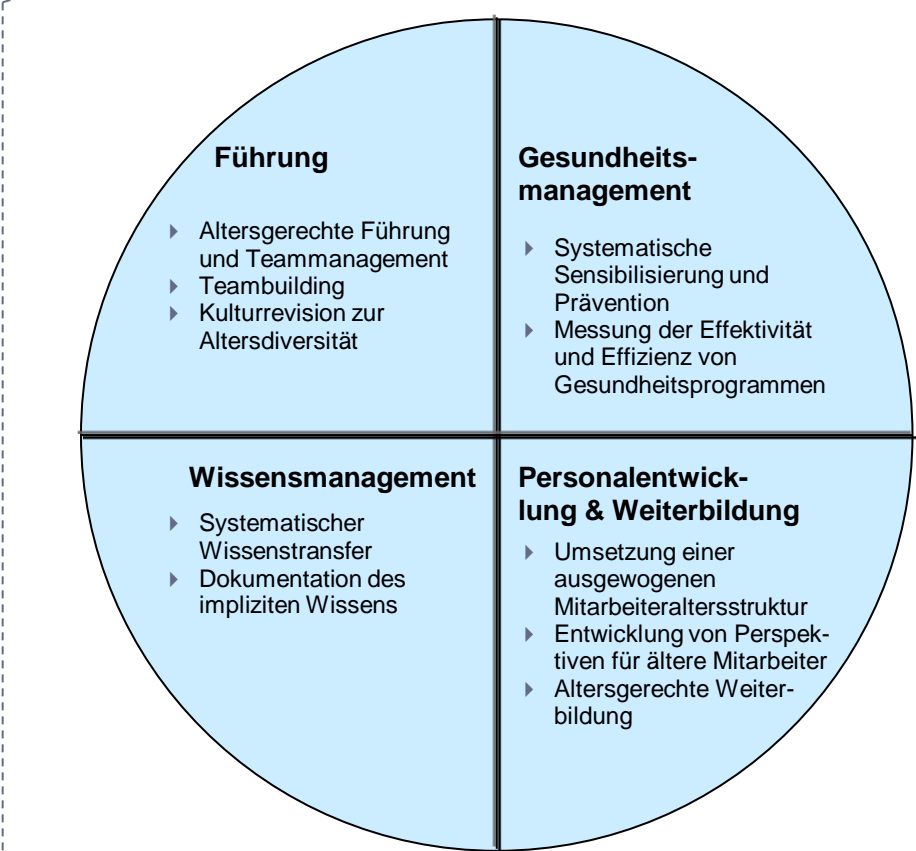 Führung
Altersgerechte Führung
und Teammanagement
Teambuilding
Kulturrevision zur
Altersdiversität
Gesundheits-
management
Systematische
Sensibilisierung und
Prävention
Messung der Effektivität
und Effizienz von
Gesundheitsprogrammen
Wissensmanagement
Systematischer
Wissenstransfer
Dokumentation des
impliziten Wissens
Personalentwick-
lung & Weiterbildung
Umsetzung einer
ausgewogenen
Mitarbeiteraltersstruktur
Entwicklung von Perspek-
tiven für ältere Mitarbeiter
Altersgerechte Weiter-
bildung